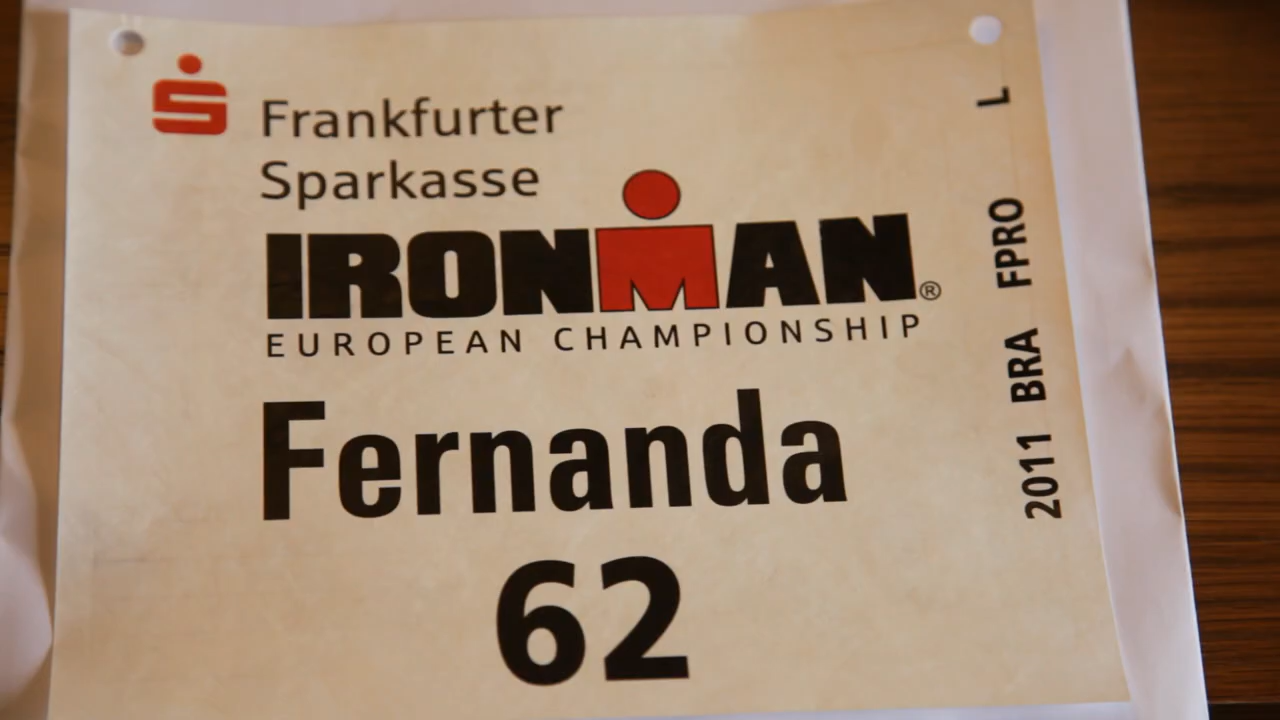 Frankfurter
Sparkasse
IRONMAN®
EUROPEAN CHAMPIONSHIP
Fernanda
62
2011 BRA FPRO L